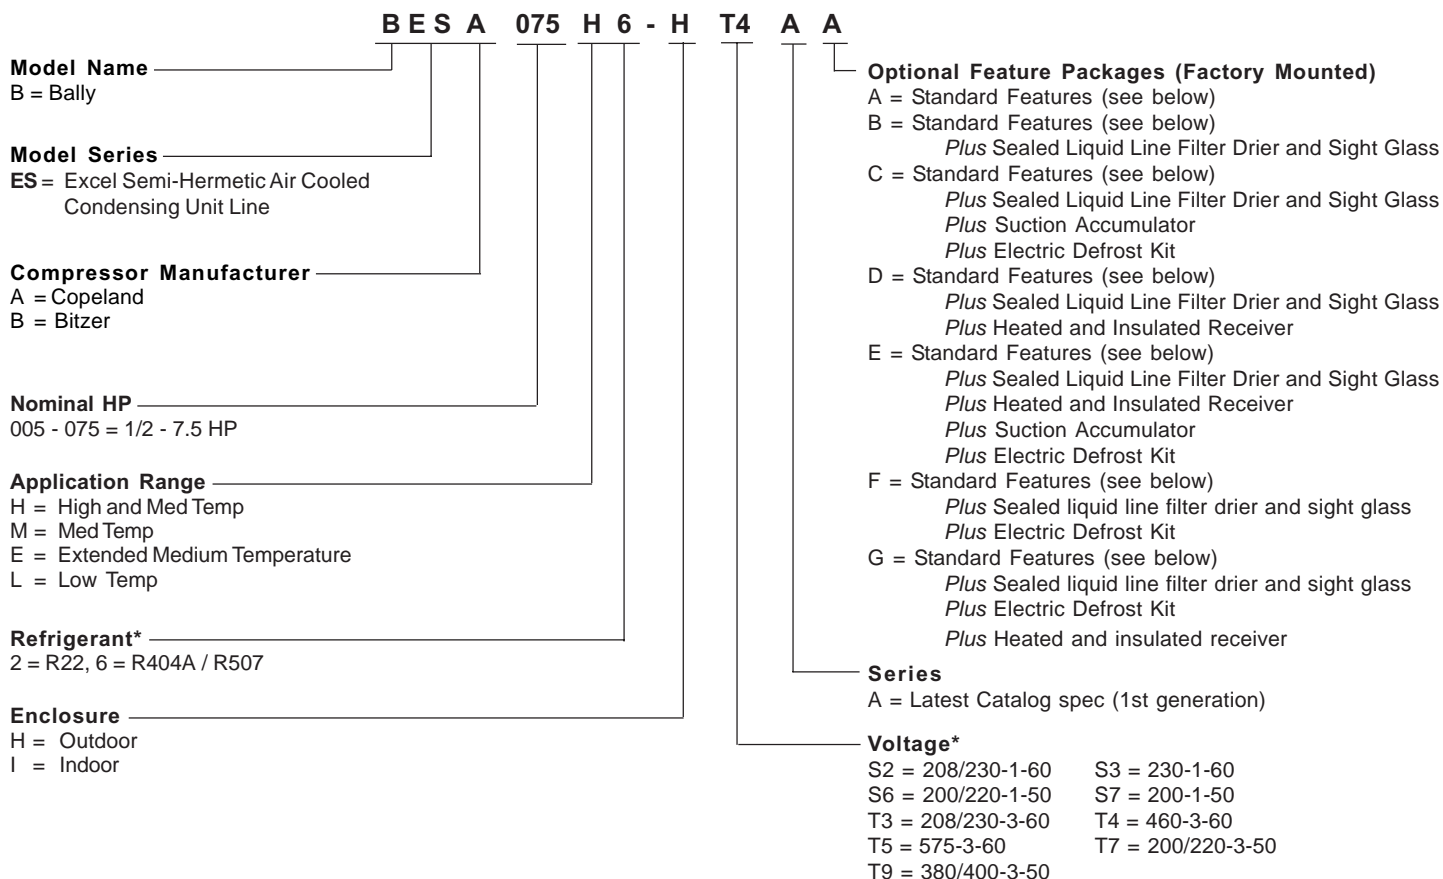 B E S A 075 H 6 - H T4 A A
Model Name
B = Bally
Model Series
ES = Excel Semi-Hermetic Air Cooled
Condensing Unit Line
Compressor Manufacturer
A = Copeland
B = Bitzer
Nominal HP
005 - 075 = 1/2 - 7.5 HP
Application Range
H = High and Med Temp
M = Med Temp
E = Extended Medium Temperature
L = Low Temp
Refrigerant*
2 = R22, 6 = R404A / R507
Enclosure
H = Outdoor
I = Indoor
Optional Feature Packages (Factory Mounted)
A = Standard Features (see below)
B = Standard Features (see below)
Plus Sealed Liquid Line Filter Drier and Sight Glass
C = Standard Features (see below)
Plus Sealed Liquid Line Filter Drier and Sight Glass
Plus Suction Accumulator
Plus Electric Defrost Kit
D = Standard Features (see below)
Plus Sealed Liquid Line Filter Drier and Sight Glass
Plus Heated and Insulated Receiver
E = Standard Features (see below)
Plus Sealed Liquid Line Filter Drier and Sight Glass
Plus Heated and Insulated Receiver
Plus Suction Accumulator
Plus Electric Defrost Kit
F = Standard Features (see below)
Plus Sealed liquid line filter drier and sight glass
Plus Electric Defrost Kit
G = Standard Features (see below)
Plus Sealed liquid line filter drier and sight glass
Plus Electric Defrost Kit
Plus Heated and insulated receiver
Series
A = Latest Catalog spec (1st generation)
Voltage*
S2 = 208/230-1-60 S3 = 230-1-60
S6 = 200/220-1-50 S7 = 200-1-50
T3 = 208/230-3-60 T4 = 460-3-60
T5 = 575-3-60 T7 = 200/220-3-50
T9 = 380/400-3-50